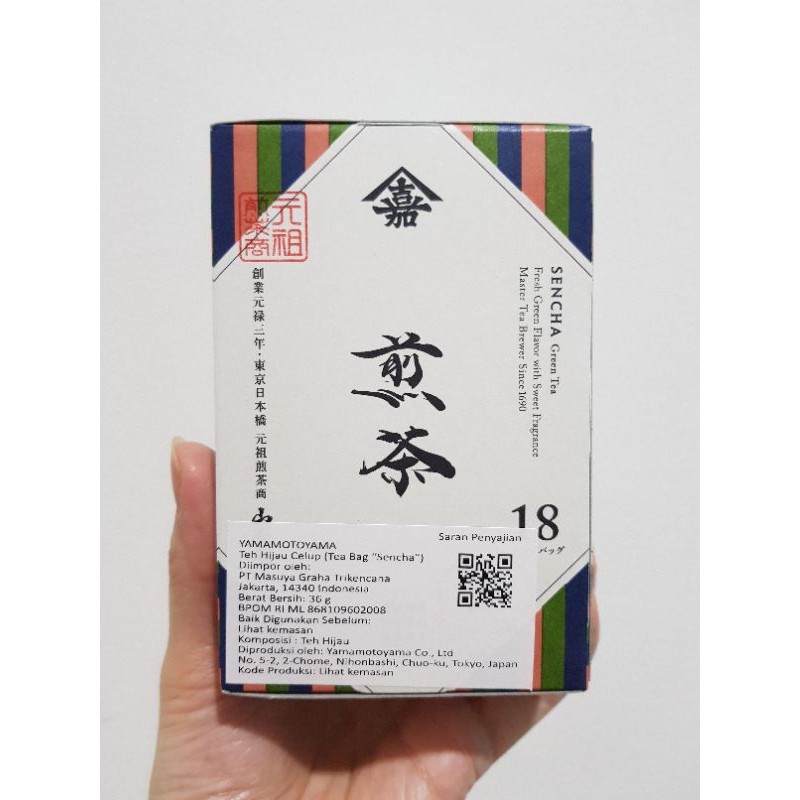 嘉
元祖
煎茶商
創業元禄三年・東京日本橋 元祖煎茶商
煎茶
SENCHA Green Tea
Fresh Green Flavor with Sweet Fragrance
Master Tea Brewer Since 1690
18
バッグ
Saran Penyajian
YAMAMOTOYAMA
Teh Hijau Celup (Tea Bag "Sencha")
Diimpor oleh:
PT Masuya Graha Trikencana
Jakarta, 14340 Indonesia
Berat Bersih: 36 g
BPOM RI ML 868109602008
Baik Digunakan Sebelum:
Lihat kemasan
Komposisi : Teh Hijau
Diproduksi oleh: Yamamotoyama Co., Ltd
No. 5-2, 2-Chome, Nihonbashi, Chuo-ku, Tokyo, Japan
Kode Produksi: Lihat kemasan